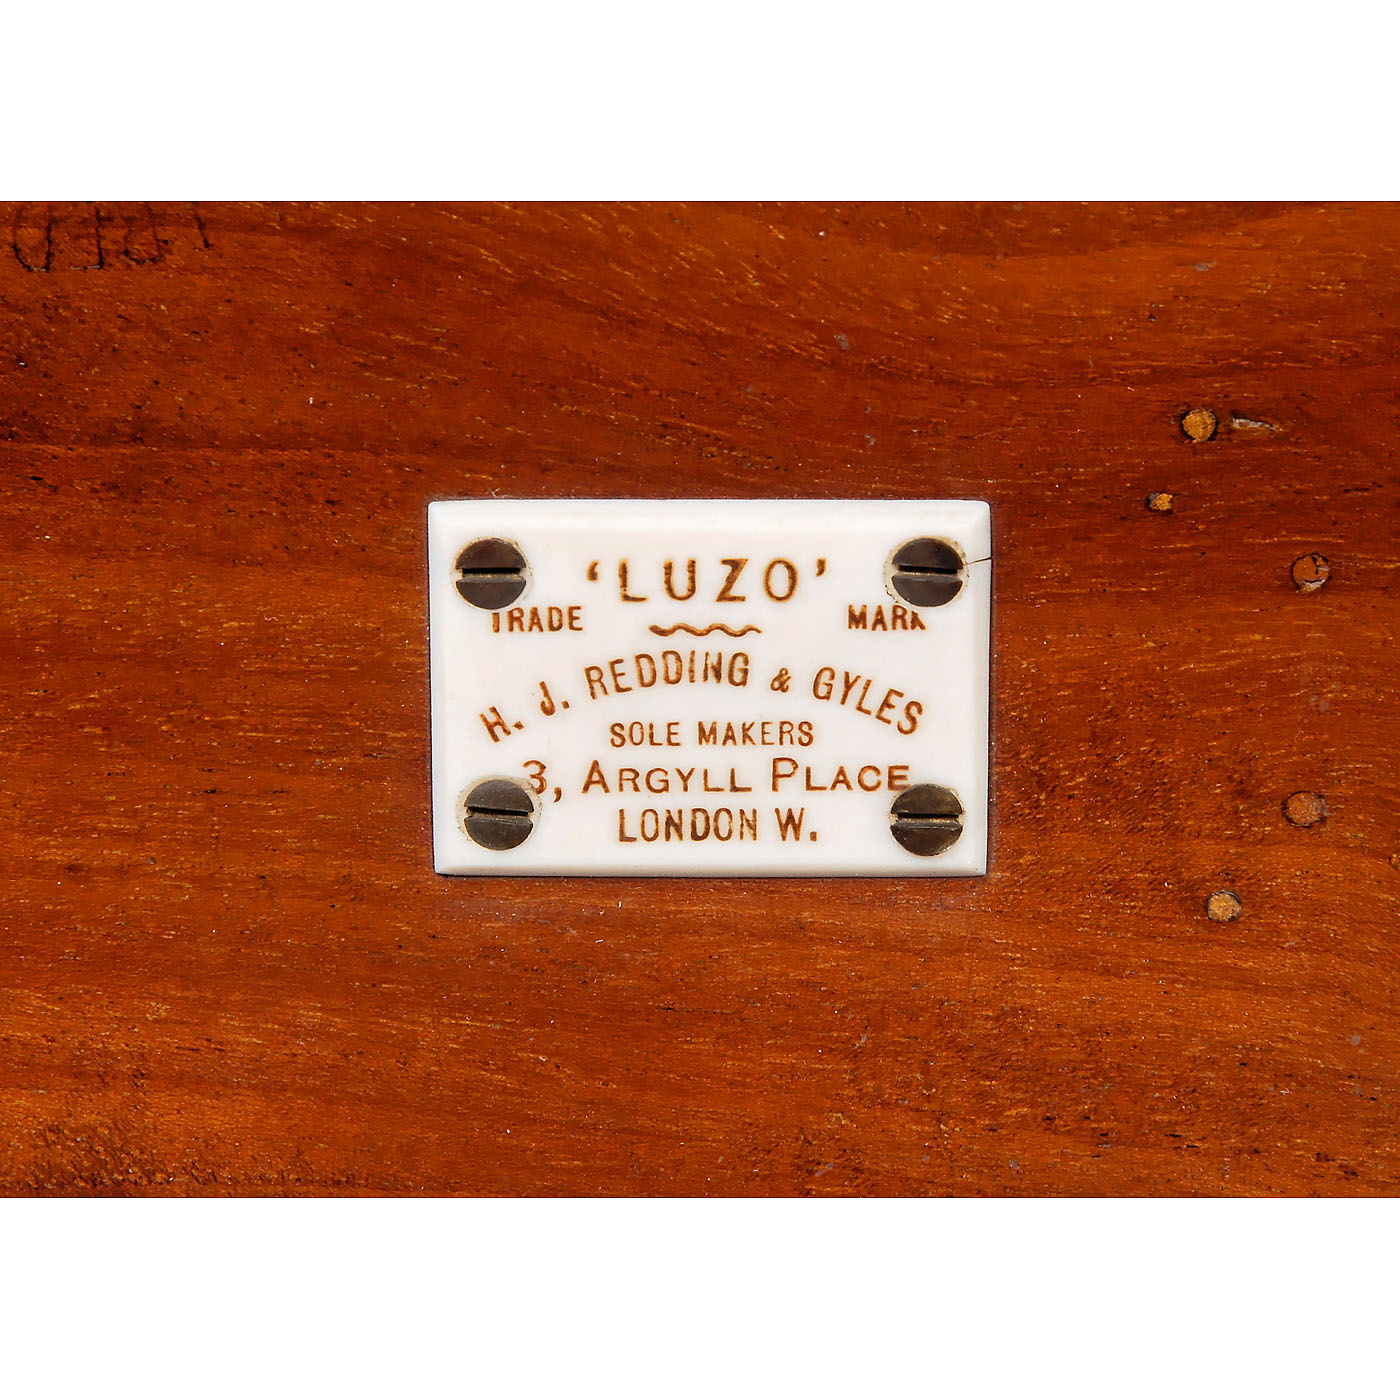 'LUZO'
TRADE MARK
H. J. REDDING & GYLES
SOLE MAKERS
3, ARGYLL PLACE
LONDON W.